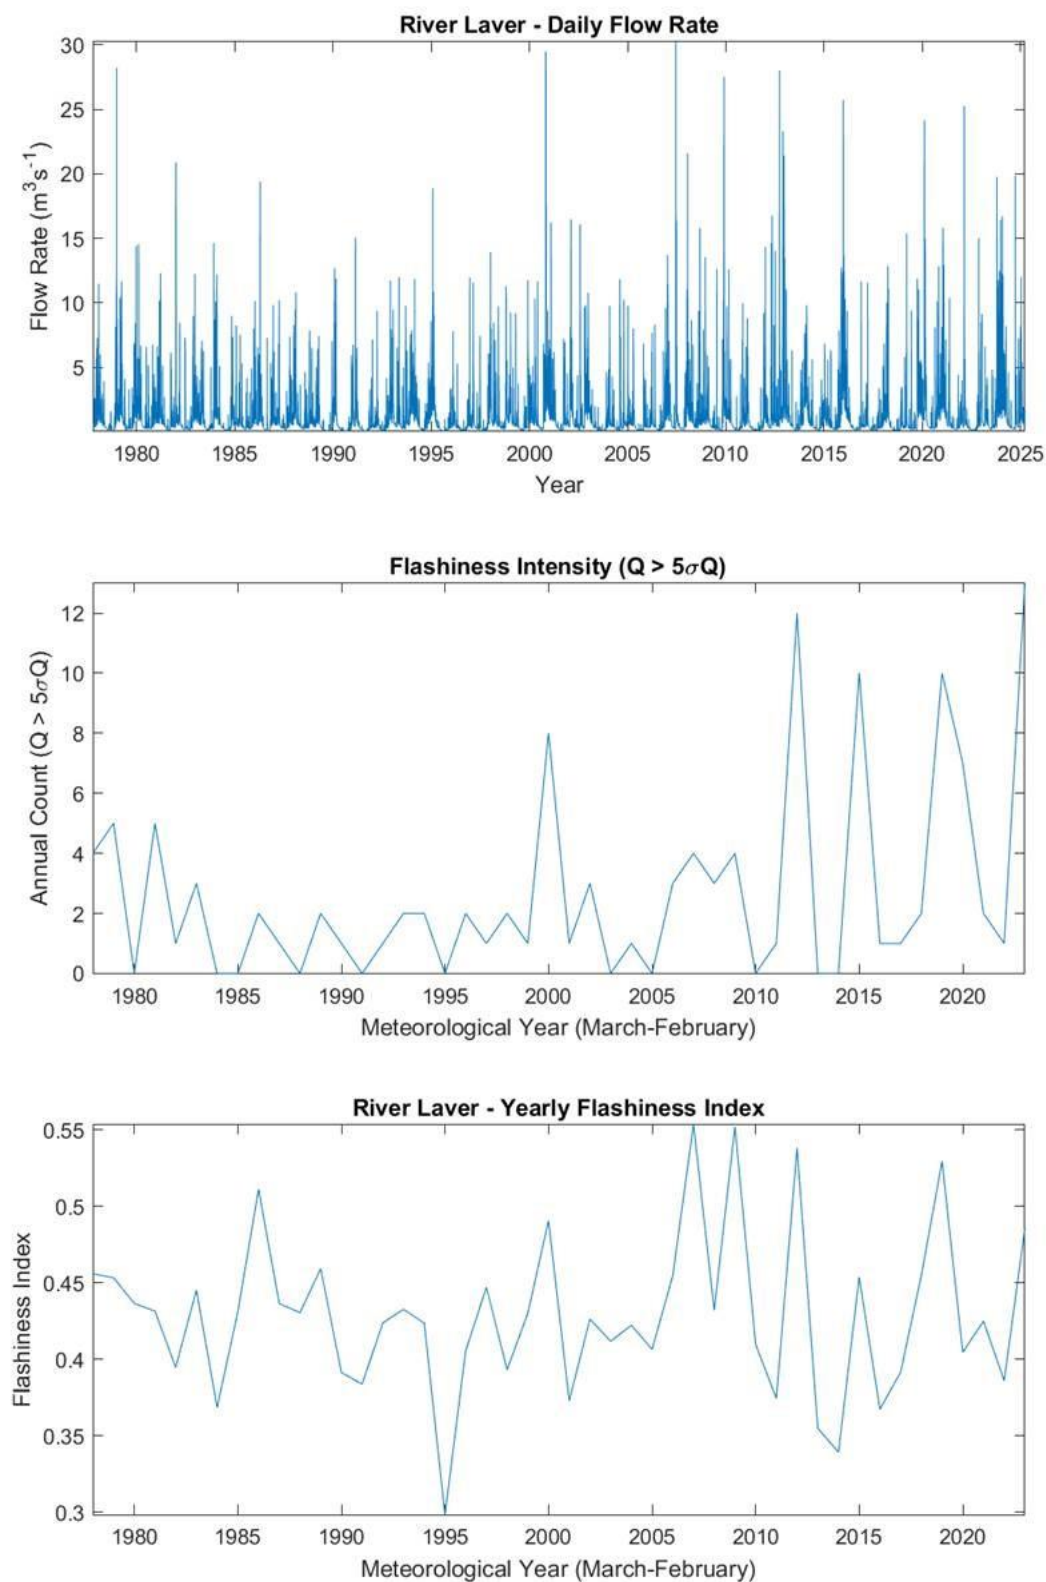 River Laver - Daily Flow Rate
Flow Rate (m³s⁻¹)
30
25
20
15
10
5
1980 1985 1990 1995 2000 2005 2010 2015 2020 2025
Year
Flashiness Intensity (Q > 5σQ)
Annual Count (Q > 5σQ)
12
10
8
6
4
2
0
1980 1985 1990 1995 2000 2005 2010 2015 2020
Meteorological Year (March-February)
River Laver - Yearly Flashiness Index
Flashiness Index
0.55
0.5
0.45
0.4
0.35
0.3
1980 1985 1990 1995 2000 2005 2010 2015 2020
Meteorological Year (March-February)